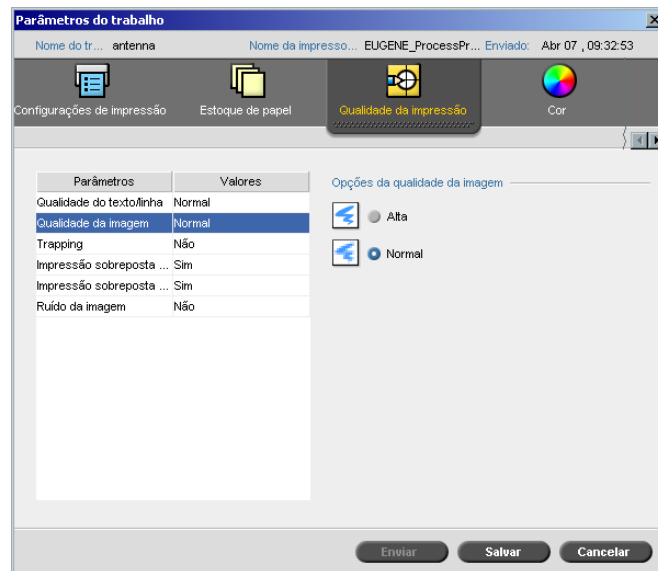 Parâmetros do trabalho
Nome do tr... antenna Nome da impresso... EUGENE_ProcessPr... Enviado: Abr 07 , 09:32:53
Configurações de impressão Estoque de papel Qualidade da impressão Cor
Parâmetros Valores
Qualidade do texto/linha Normal
Qualidade da imagem Normal
Trapping Não
Impressão sobreposta ... Sim
Impressão sobreposta ... Sim
Ruído da imagem Não
Opções da qualidade da imagem
Alta
Normal
Enviar Salvar Cancelar